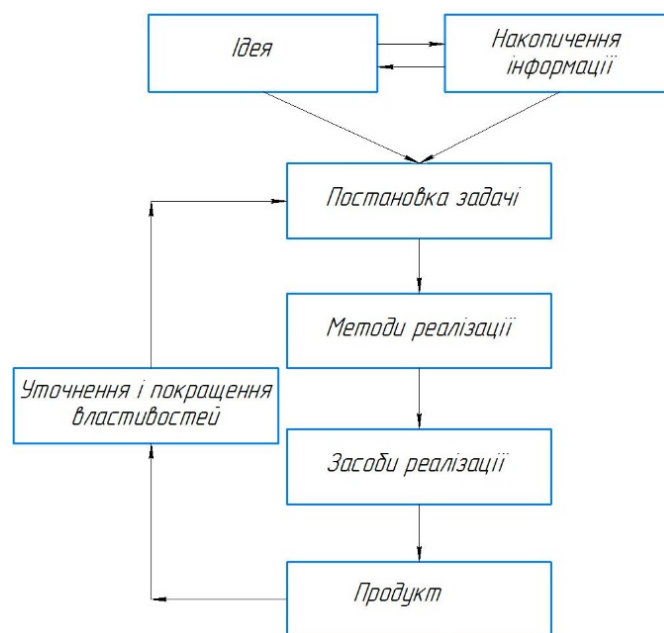 Ідея
Накопичення
інформації
Постановка задачі
Методи реалізації
Уточнення і покращення
властивостей
Засоби реалізації
Продукт